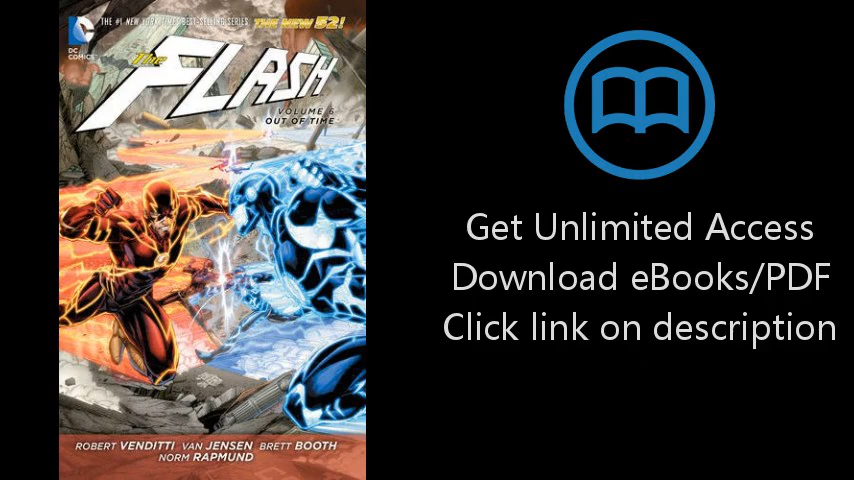 THE #1 NEW YORK TIMES BEST-SELLING SERIES THE NEW 52!
DC
COMICS™
The
FLASH
VOLUME 6
OUT OF TIME
ROBERT VENDITTI VAN JENSEN BRETT BOOTH
NORM RAPMUND
Get Unlimited Access
Download eBooks/PDF
Click link on description